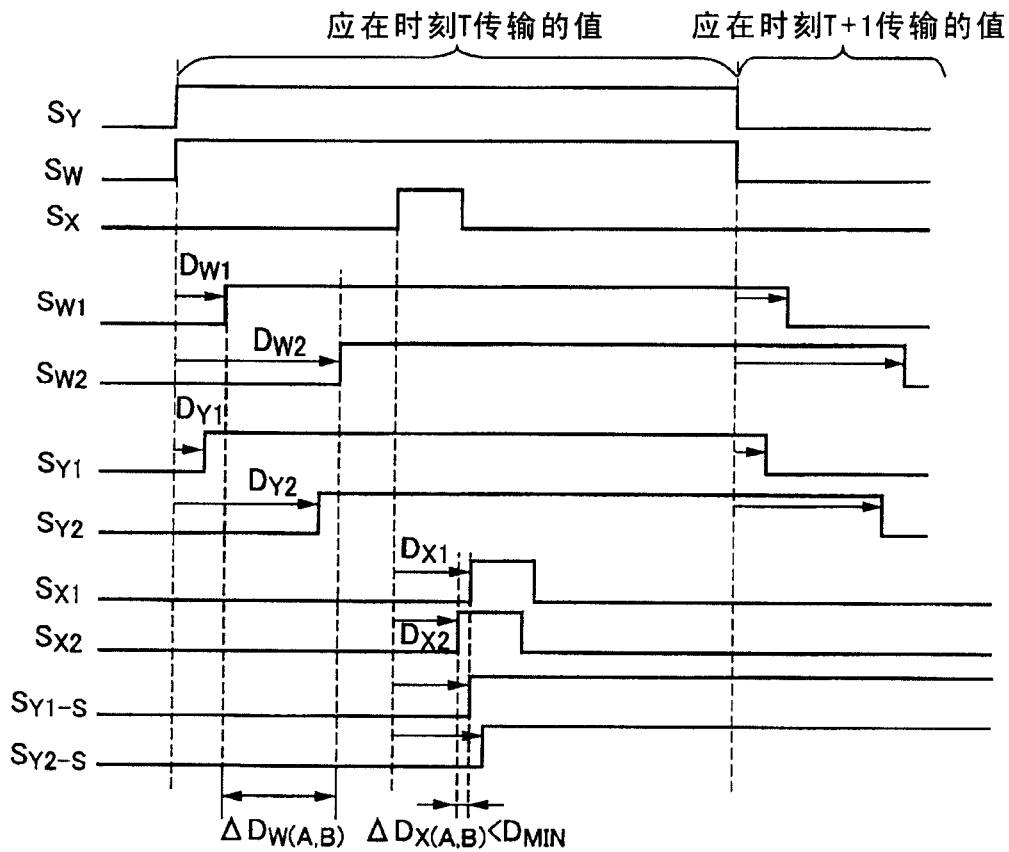 应在时刻T传输的值
应在时刻T+1传输的值
SY
SW
SX
DW1
SW1
DW2
SW2
DY1
SY1
DY2
SY2
DX1
SX1
DX2
SX2
SY1-S
SY2-S
ΔDW(A,B)
ΔDX(A,B)<DMIN